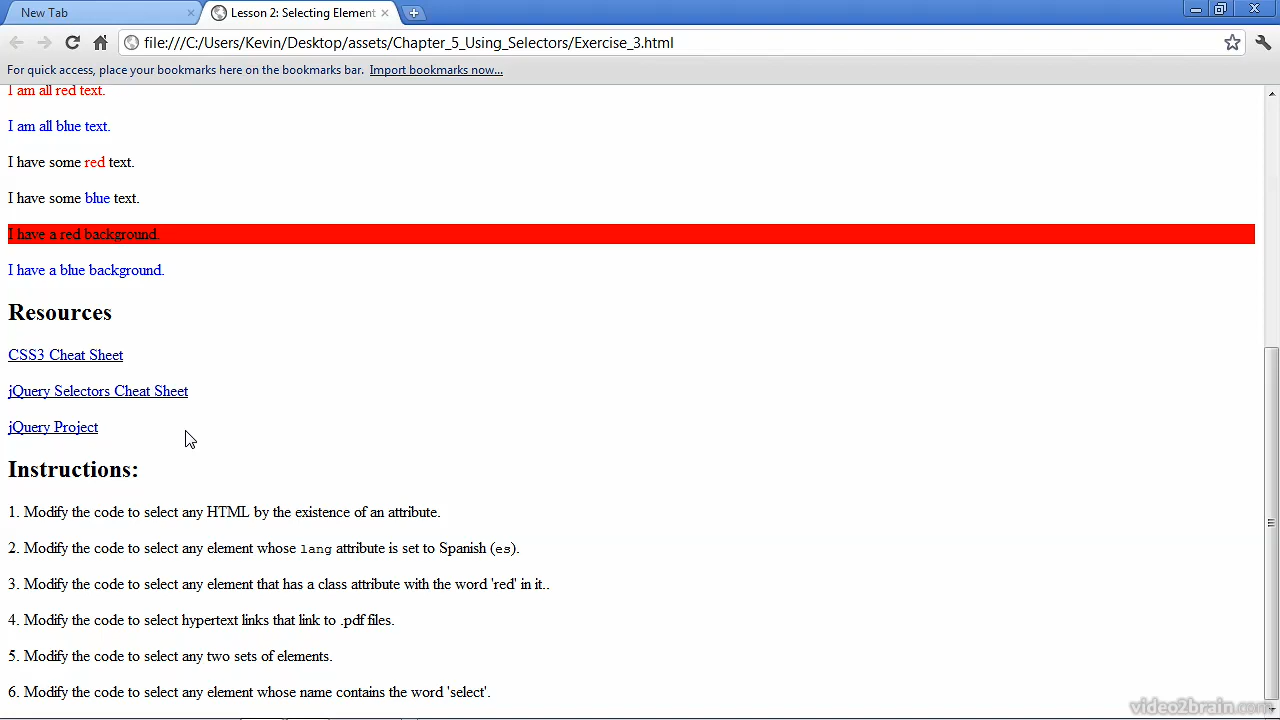 New Tab
Lesson 2: Selecting Element
file:///C:/Users/Kevin/Desktop/assets/Chapter_5_Using_Selectors/Exercise_3.html
For quick access, place your bookmarks here on the bookmarks bar. Import bookmarks now...
I am all red text.
I am all blue text.
I have some red text.
I have some blue text.
I have a red background.
I have a blue background.
Resources
CSS3 Cheat Sheet
jQuery Selectors Cheat Sheet
jQuery Project
Instructions:
1. Modify the code to select any HTML by the existence of an attribute.
2. Modify the code to select any element whose lang attribute is set to Spanish (es).
3. Modify the code to select any element that has a class attribute with the word 'red' in it..
4. Modify the code to select hypertext links that link to .pdf files.
5. Modify the code to select any two sets of elements.
6. Modify the code to select any element whose name contains the word 'select'.
video2brain.com